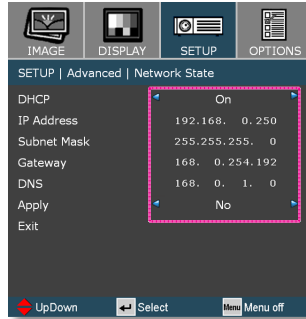 IMAGE DISPLAY SETUP OPTIONS
SETUP | Advanced | Network State
DHCP On
IP Address 192.168. 0.250
Subnet Mask 255.255.255. 0
Gateway 168. 0.254.192
DNS 168. 0. 1. 0
Apply No
Exit
UpDown Select Menu Menu off